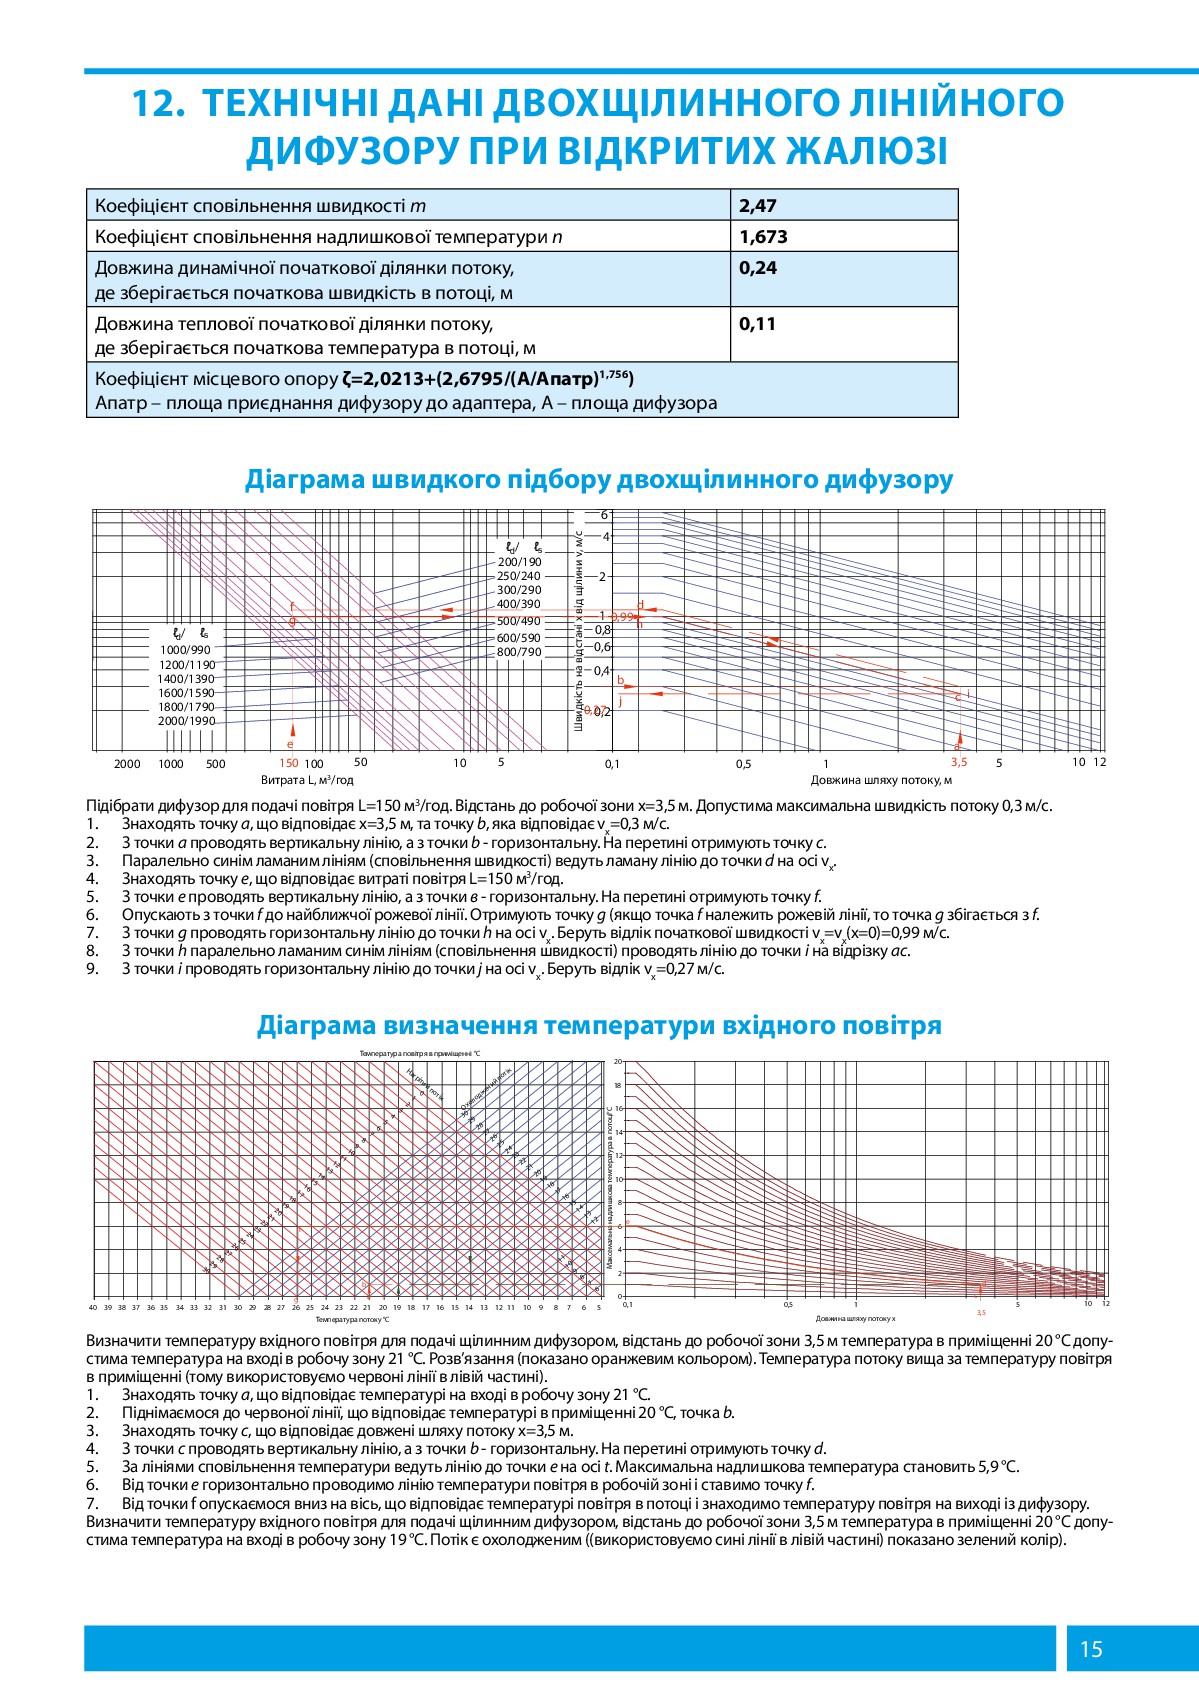 12. ТЕХНІЧНІ ДАНІ ДВОХЩІЛИННОГО ЛІНІЙНОГО
ДИФУЗОРУ ПРИ ВІДКРИТИХ ЖАЛЮЗІ
Коефіцієнт сповільнення швидкості m 2,47
Коефіцієнт сповільнення надлишкової температури n 1,673
Довжина динамічної початкової ділянки потоку, 0,24
де зберігається початкова швидкість в потоці, м
Довжина теплової початкової ділянки потоку, 0,11
де зберігається початкова температура в потоці, м
Коефіцієнт місцевого опору ζ=2,0213+(2,6795/(А/Апатр)1,756)
Апатр – площа приєднання дифузору до адаптера, А – площа дифузора
Діаграма швидкого підбору двохщілинного дифузору
ℓd/ ℓs
200/190
250/240
300/290
400/390
500/490
600/590
800/790
ℓd/ ℓs
1000/990
1200/1190
1400/1390
1600/1590
1800/1790
2000/1990
f
g
e
2000 1000 500 150 100 50 10 5
Витрата L, м3/год
Швидкість на відстані x від щілини v, м/с
6
4
2
1
0,8
0,6
0,4
0,2
0,99
0,27
d
h
b
j
c
i
a
0,1 0,5 1 3,5 5 10 12
Довжина шляху потоку, м
Підібрати дифузор для подачі повітря L=150 м3/год. Відстань до робочої зони x=3,5 м. Допустима максимальна швидкість потоку 0,3 м/с.
1. Знаходять точку a, що відповідає x=3,5 м, та точку b, яка відповідає vx=0,3 м/с.
2. З точки a проводять вертикальну лінію, а з точки b - горизонтальну. На перетині отримують точку c.
3. Паралельно синім ламаним лініям (сповільнення швидкості) ведуть ламану лінію до точки d на осі vx.
4. Знаходять точку e, що відповідає витраті повітря L=150 м3/год.
5. З точки e проводять вертикальну лінію, а з точки в - горизонтальну. На перетині отримують точку f.
6. Опускають з точки f до найближчої рожевої лінії. Отримують точку g (якщо точка f належить рожевій лінії, то точка g збігається з f.
7. З точки g проводять горизонтальну лінію до точки h на осі vx. Беруть відлік початкової швидкості vx=vx(x=0)=0,99 м/с.
8. З точки h паралельно ламаним синім лініям (сповільнення швидкості) проводять лінію до точки i на відрізку ac.
9. З точки i проводять горизонтальну лінію до точки j на осі vx. Беруть відлік vx=0,27 м/с.
Діаграма визначення температури вхідного повітря
Температура повітря в приміщенні °С
Нагрітий потік
Охолоджений потік
40 39 38 37 36 35 34 33 32 31 30 29 28 27 26 25 24 23 22 21 20 19 18 17 16 15 14 13 12 11 10 9 8 7 6 5
Температура потоку °С
Максимальна надлишкова температура в потоці°С
20
18
16
14
12
10
8
6
4
2
0
0,1 0,5 1 3,5 5 10 12
Довжина шляху потоку x
Визначити температуру вхідного повітря для подачі щілинним дифузором, відстань до робочої зони 3,5 м температура в приміщенні 20 °С допу-
стима температура на вході в робочу зону 21 °С. Розв’язання (показано оранжевим кольором). Температура потоку вища за температуру повітря
в приміщенні (тому використовуємо червоні лінії в лівій частині).
1. Знаходять точку a, що відповідає температурі на вході в робочу зону 21 °С.
2. Піднімаємося до червоної лінії, що відповідає температурі в приміщенні 20 °С, точка b.
3. Знаходять точку c, що відповідає довжені шляху потоку x=3,5 м.
4. З точки c проводять вертикальну лінію, а з точки b - горизонтальну. На перетині отримують точку d.
5. За лініями сповільнення температури ведуть лінію до точки e на осі t. Максимальна надлишкова температура становить 5,9 °С.
6. Від точки e горизонтально проводимо лінію температури повітря в робочій зоні і ставимо точку f.
7. Від точки f опускаємося вниз на вісь, що відповідає температурі повітря в потоці і знаходимо температуру повітря на виході із дифузору.
Визначити температуру вхідного повітря для подачі щілинним дифузором, відстань до робочої зони 3,5 м температура в приміщенні 20 °С допу-
стима температура на вході в робочу зону 19 °С. Потік є охолодженим ((використовуємо сині лінії в лівій частині) показано зелений колір).
15